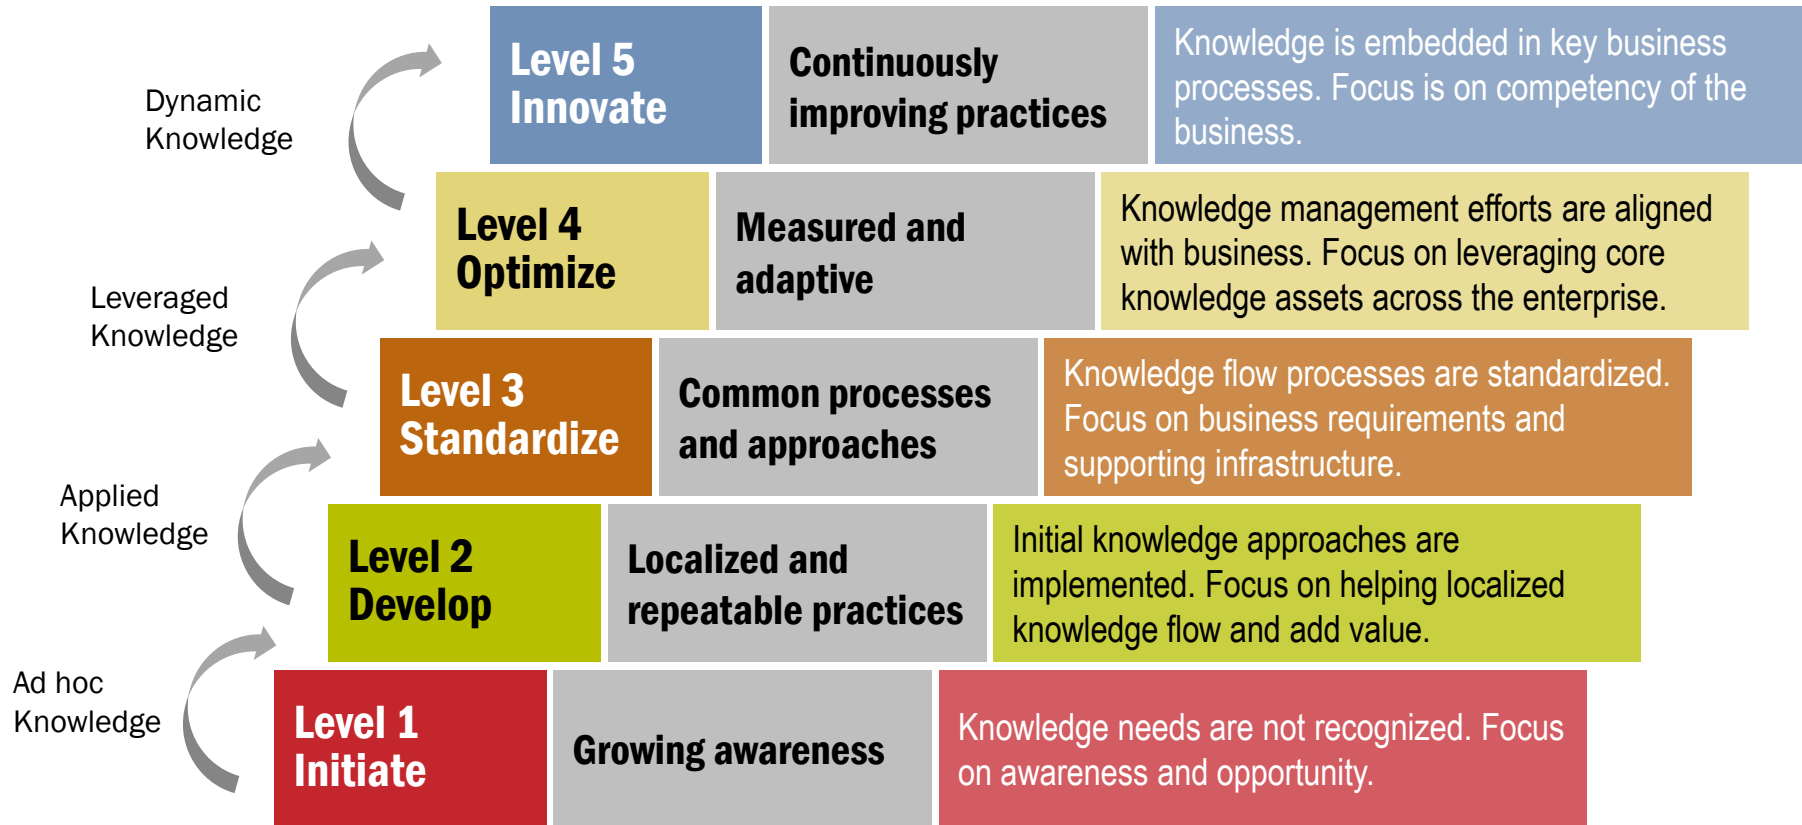 Dynamic
Knowledge
Level 5
Innovate
Continuously
improving practices
Knowledge is embedded in key business
processes. Focus is on competency of the
business.
Leveraged
Knowledge
Level 4
Optimize
Measured and
adaptive
Knowledge management efforts are aligned
with business. Focus on leveraging core
knowledge assets across the enterprise.
Applied
Knowledge
Level 3
Standardize
Common processes
and approaches
Knowledge flow processes are standardized.
Focus on business requirements and
supporting infrastructure.
Ad hoc
Knowledge
Level 2
Develop
Localized and
repeatable practices
Initial knowledge approaches are
implemented. Focus on helping localized
knowledge flow and add value.
Level 1
Initiate
Growing awareness
Knowledge needs are not recognized. Focus
on awareness and opportunity.